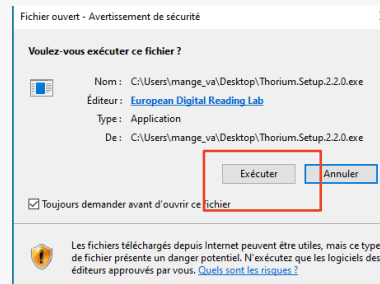 Fichier ouvert - Avertissement de sécurité
Voulez-vous exécuter ce fichier ?
Nom : C:\Users\mange_va\Desktop\Thorium.Setup.2.2.0.exe
Éditeur : European Digital Reading Lab
Type : Application
De : C:\Users\mange_va\Desktop\Thorium.Setup.2.2.0.exe
Exécuter Annuler
Toujours demander avant d'ouvrir ce fichier
Les fichiers téléchargés depuis Internet peuvent être utiles, mais ce type
de fichier présente un danger potentiel. N'exécutez que les logiciels des
éditeurs approuvés par vous. Quels sont les risques ?